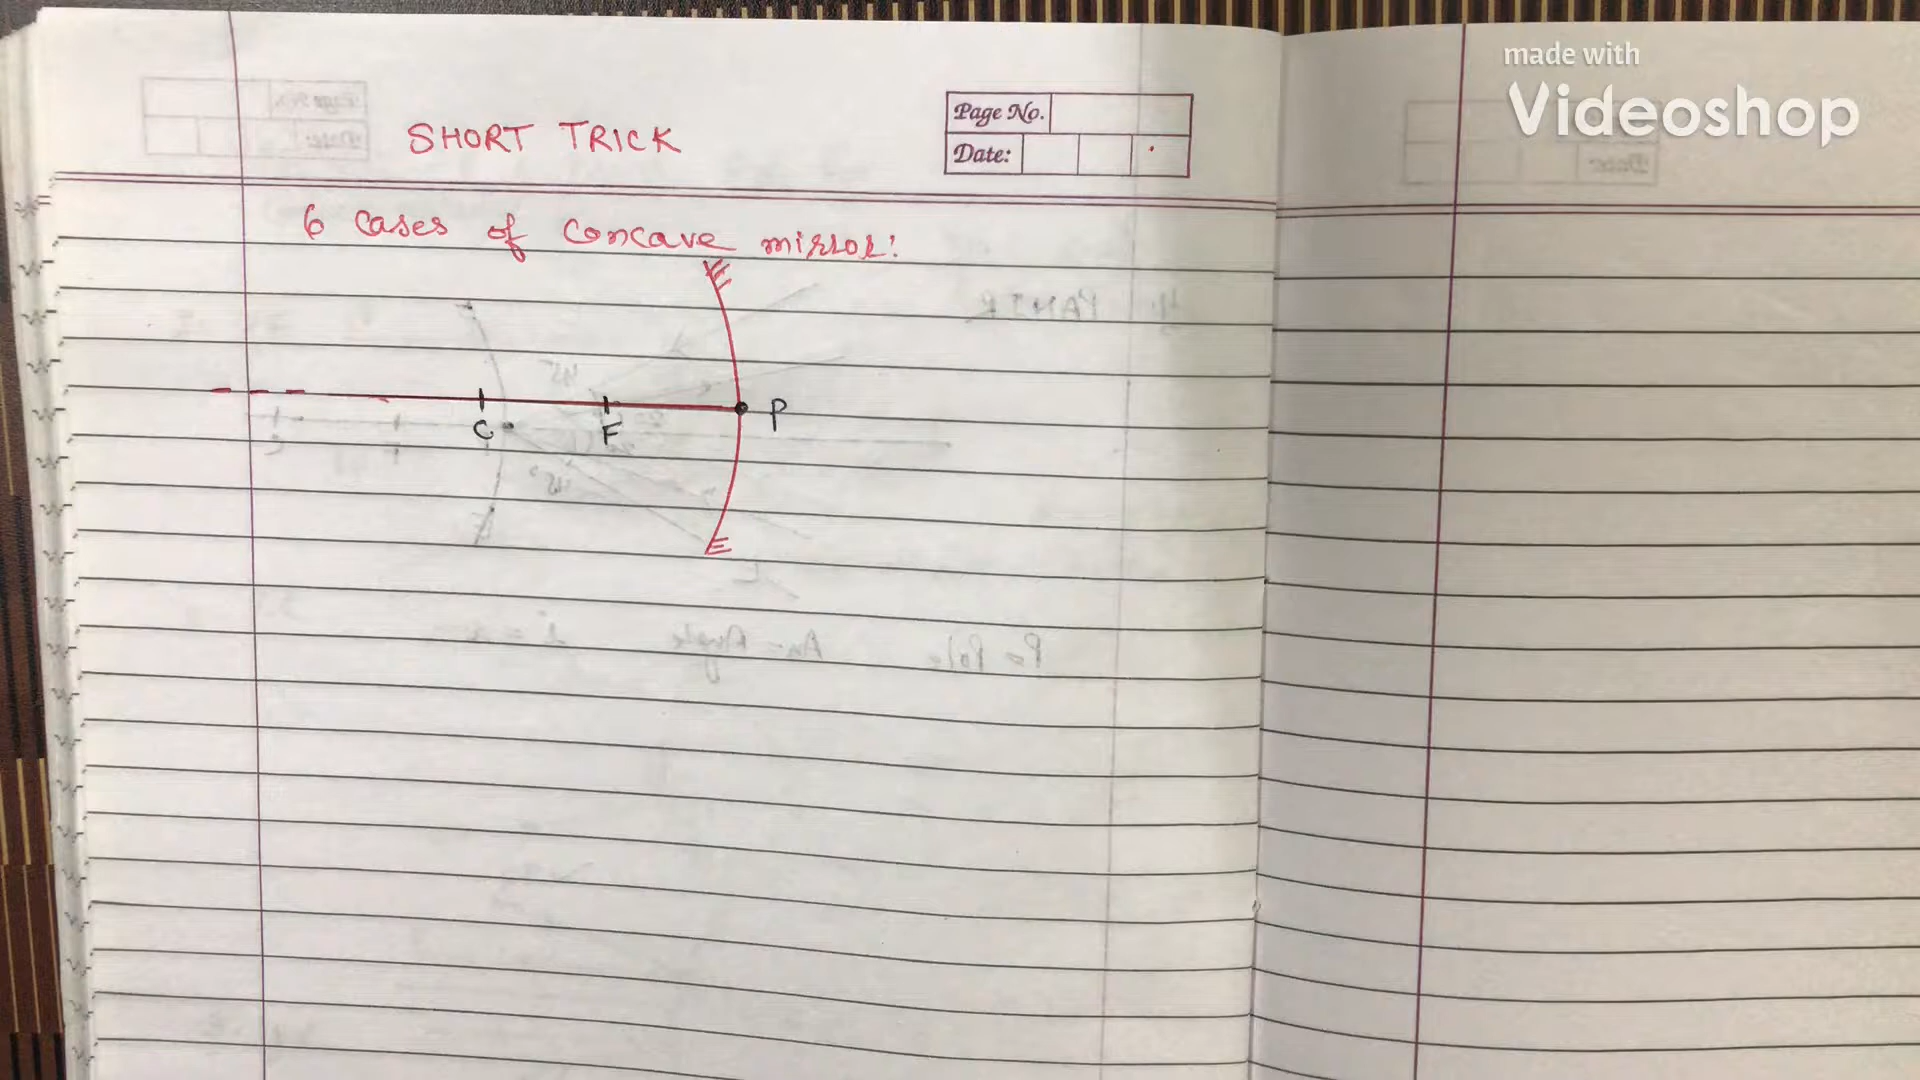 made with
Videoshop
Page No.
Date:
SHORT TRICK
6 Cases of Concave mirror:
C F P